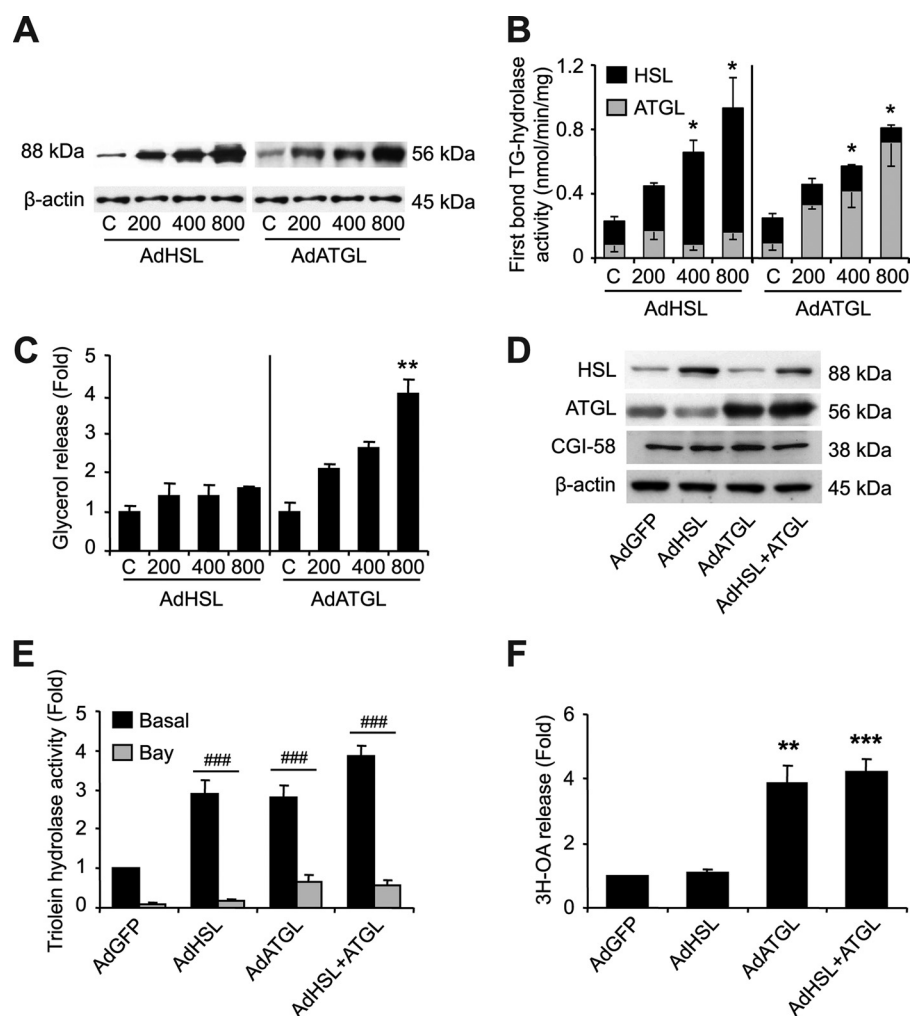 A
88 kDa
56 kDa
β-actin
45 kDa
C 200 400 800 C 200 400 800
AdHSL AdATGL
B
First bond TG-hydrolase
activity (nmol/min/mg)
1.2
0.8
0.4
0
HSL
ATGL
* * * *
C 200 400 800 C 200 400 800
AdHSL AdATGL
C
Glycerol release (Fold)
5
4
3
2
1
0
**
C 200 400 800 C 200 400 800
AdHSL AdATGL
D
HSL 88 kDa
ATGL 56 kDa
CGI-58 38 kDa
β-actin 45 kDa
AdGFP AdHSL AdATGL AdHSL+ATGL
E
Triolein hydrolase activity (Fold)
5
4
3
2
1
0
Basal
Bay
### ### ###
AdGFP AdHSL AdATGL AdHSL+ATGL
F
3H-OA release (Fold)
6
4
2
0
** ***
AdGFP AdHSL AdATGL AdHSL+ATGL